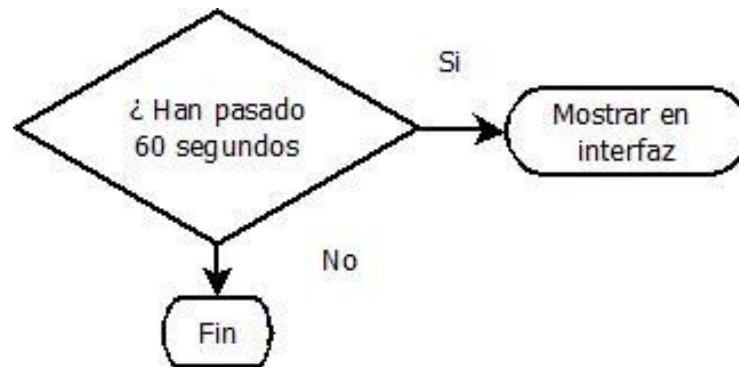 Si
¿ Han pasado
60 segundos
Mostrar en
interfaz
No
Fin